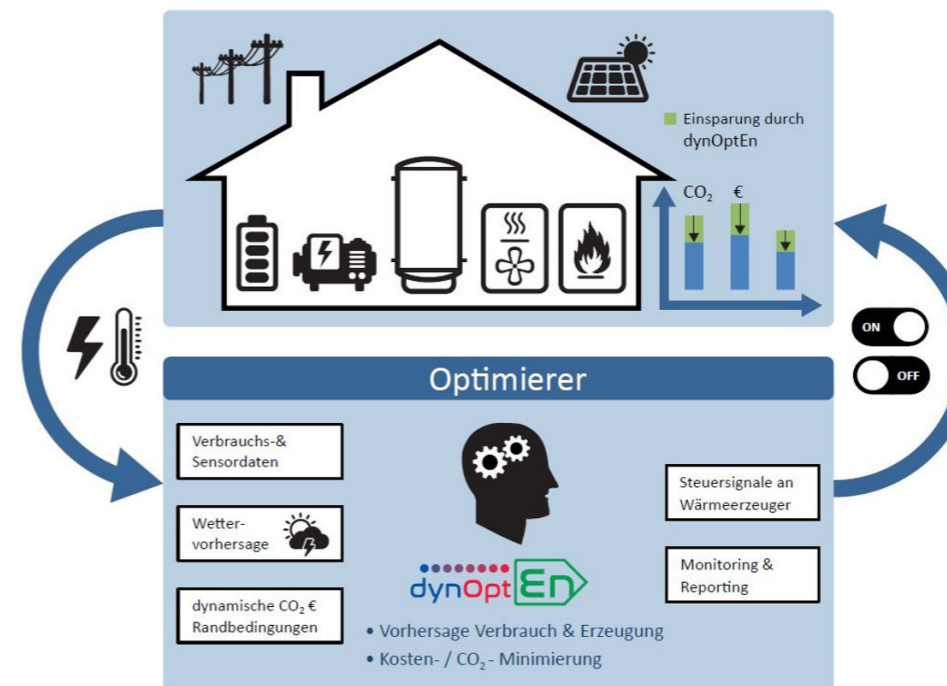 Einsparung durch
dynOptEn
CO₂ €
ON
OFF
Optimierer
Verbrauchs-&
Sensordaten
Wetter-
vorhersage
dynamische CO₂ €
Randbedingungen
dynOptEn
• Vorhersage Verbrauch & Erzeugung
• Kosten- / CO₂ - Minimierung
Steuersignale an
Wärmeerzeuger
Monitoring &
Reporting